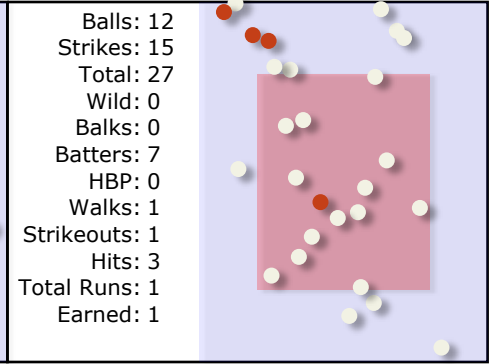 Balls: 12
Strikes: 15
Total: 27
Wild: 0
Balks: 0
Batters: 7
HBP: 0
Walks: 1
Strikeouts: 1
Hits: 3
Total Runs: 1
Earned: 1